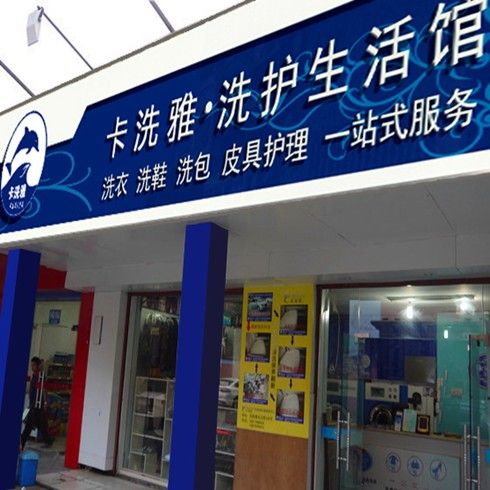 卡洗雅·洗护生活馆
洗衣 洗鞋 洗包 皮具护理 一站式服务
卡洗雅